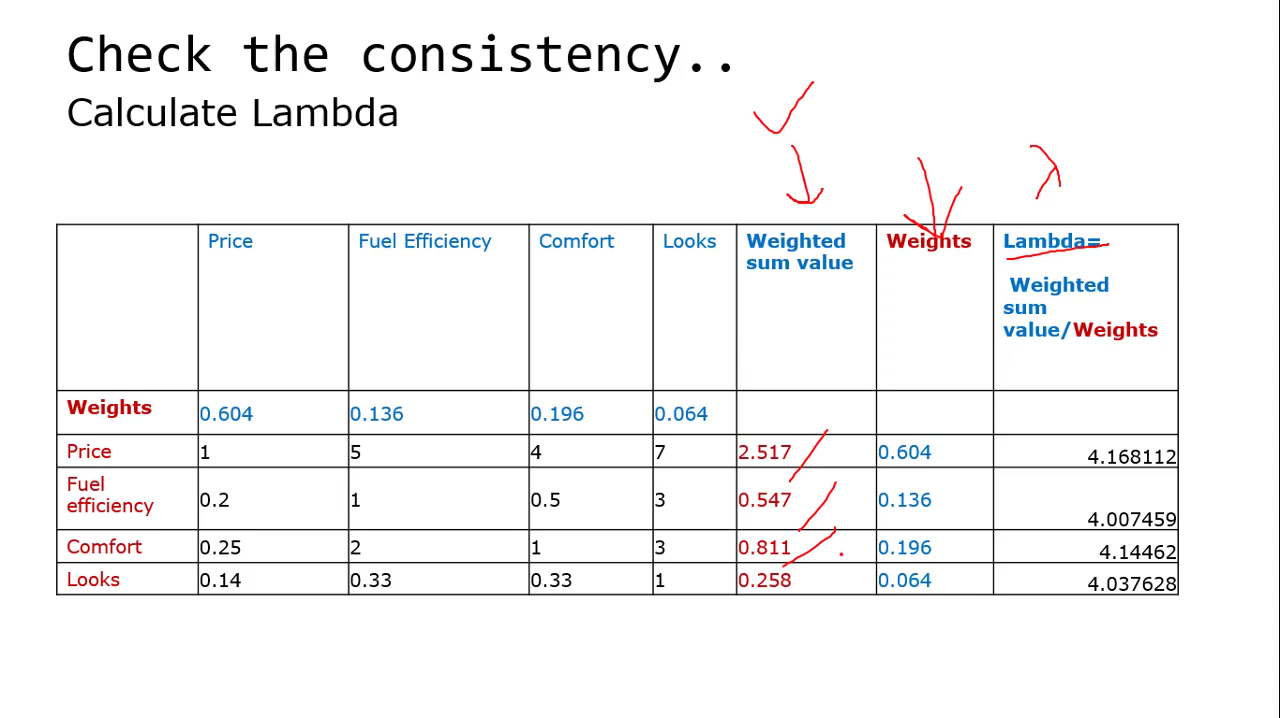 Check the consistency..
Calculate Lambda
Price Fuel Efficiency Comfort Looks Weighted sum value Weights Lambda= Weighted sum value/Weights
Weights 0.604 0.136 0.196 0.064
Price 1 5 4 7 2.517 0.604 4.168112
Fuel efficiency 0.2 1 0.5 3 0.547 0.136 4.007459
Comfort 0.25 2 1 3 0.811 0.196 4.14462
Looks 0.14 0.33 0.33 1 0.258 0.064 4.037628